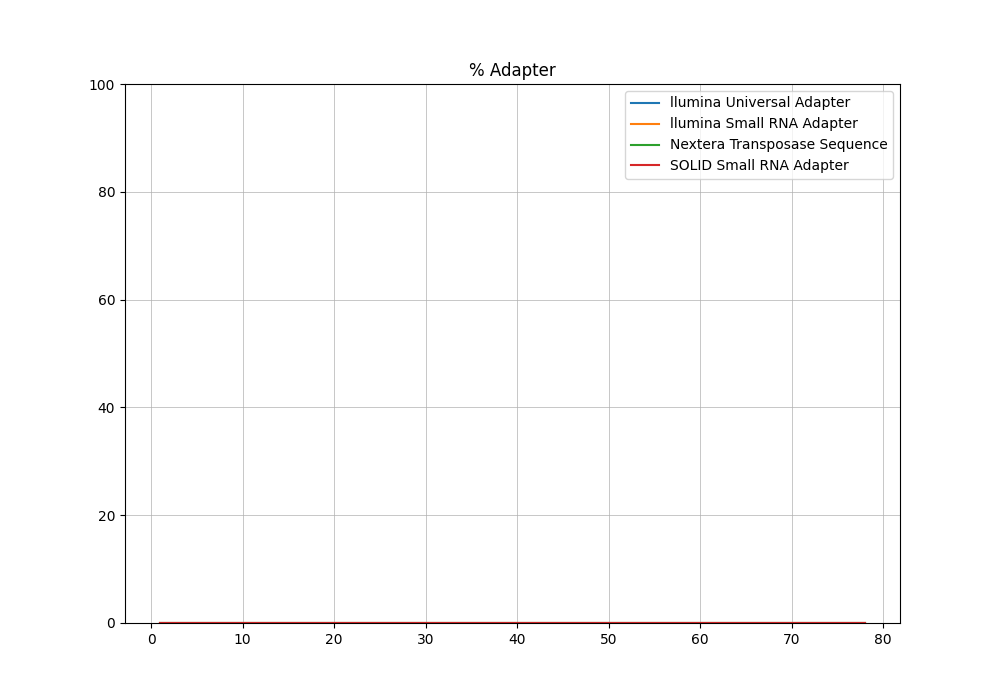 % Adapter
100
80
60
40
20
0
llumina Universal Adapter
llumina Small RNA Adapter
Nextera Transposase Sequence
SOLID Small RNA Adapter
0 10 20 30 40 50 60 70 80